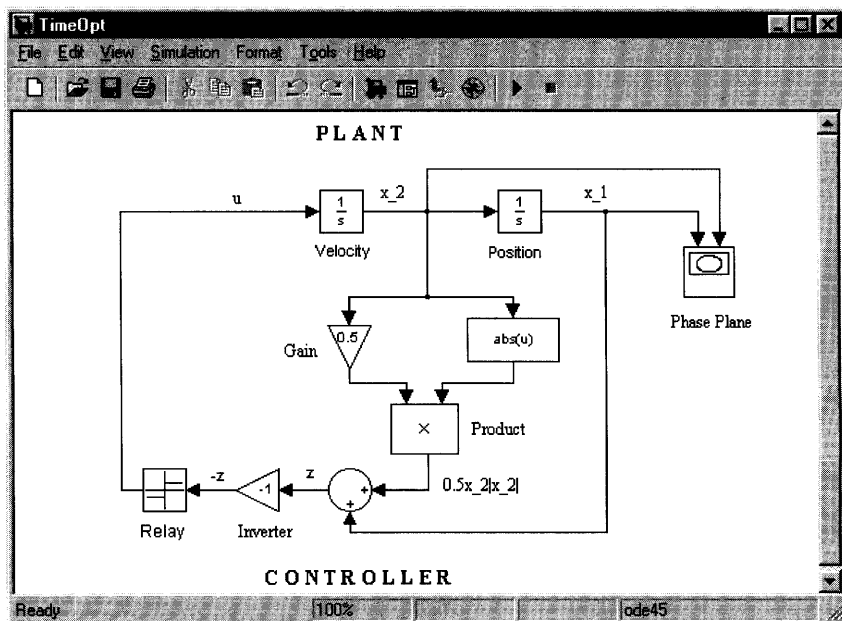 TimeOpt
File Edit View Simulation Format Tools Help
PLANT
u
1/s
x_2
1/s
x_1
Velocity
Position
Phase Plane
Gain
0.5
abs(u)
×
Product
0.5x_2|x_2|
-z
-1
z
+
+
Relay
Inverter
CONTROLLER
Ready 100% ode45